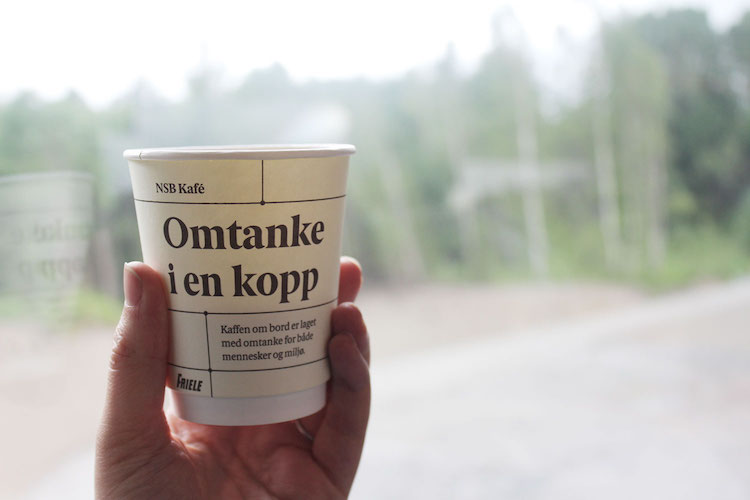 NSB Kafé
Omtanke
i en kopp
Kaffen om bord er laget
med omtanke for både
mennesker og miljø.
FRIELE